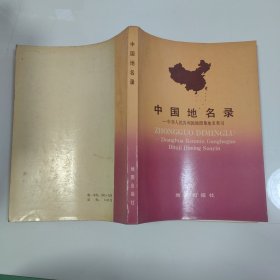 中国地名录
—中华人民共和国地图集地名索引
ZHONGGUO DIMINGLU
Zhonghua Renmin Gongheguo
Dituji Diming Suoyin
地图出版社
中国地名录
地图出版社